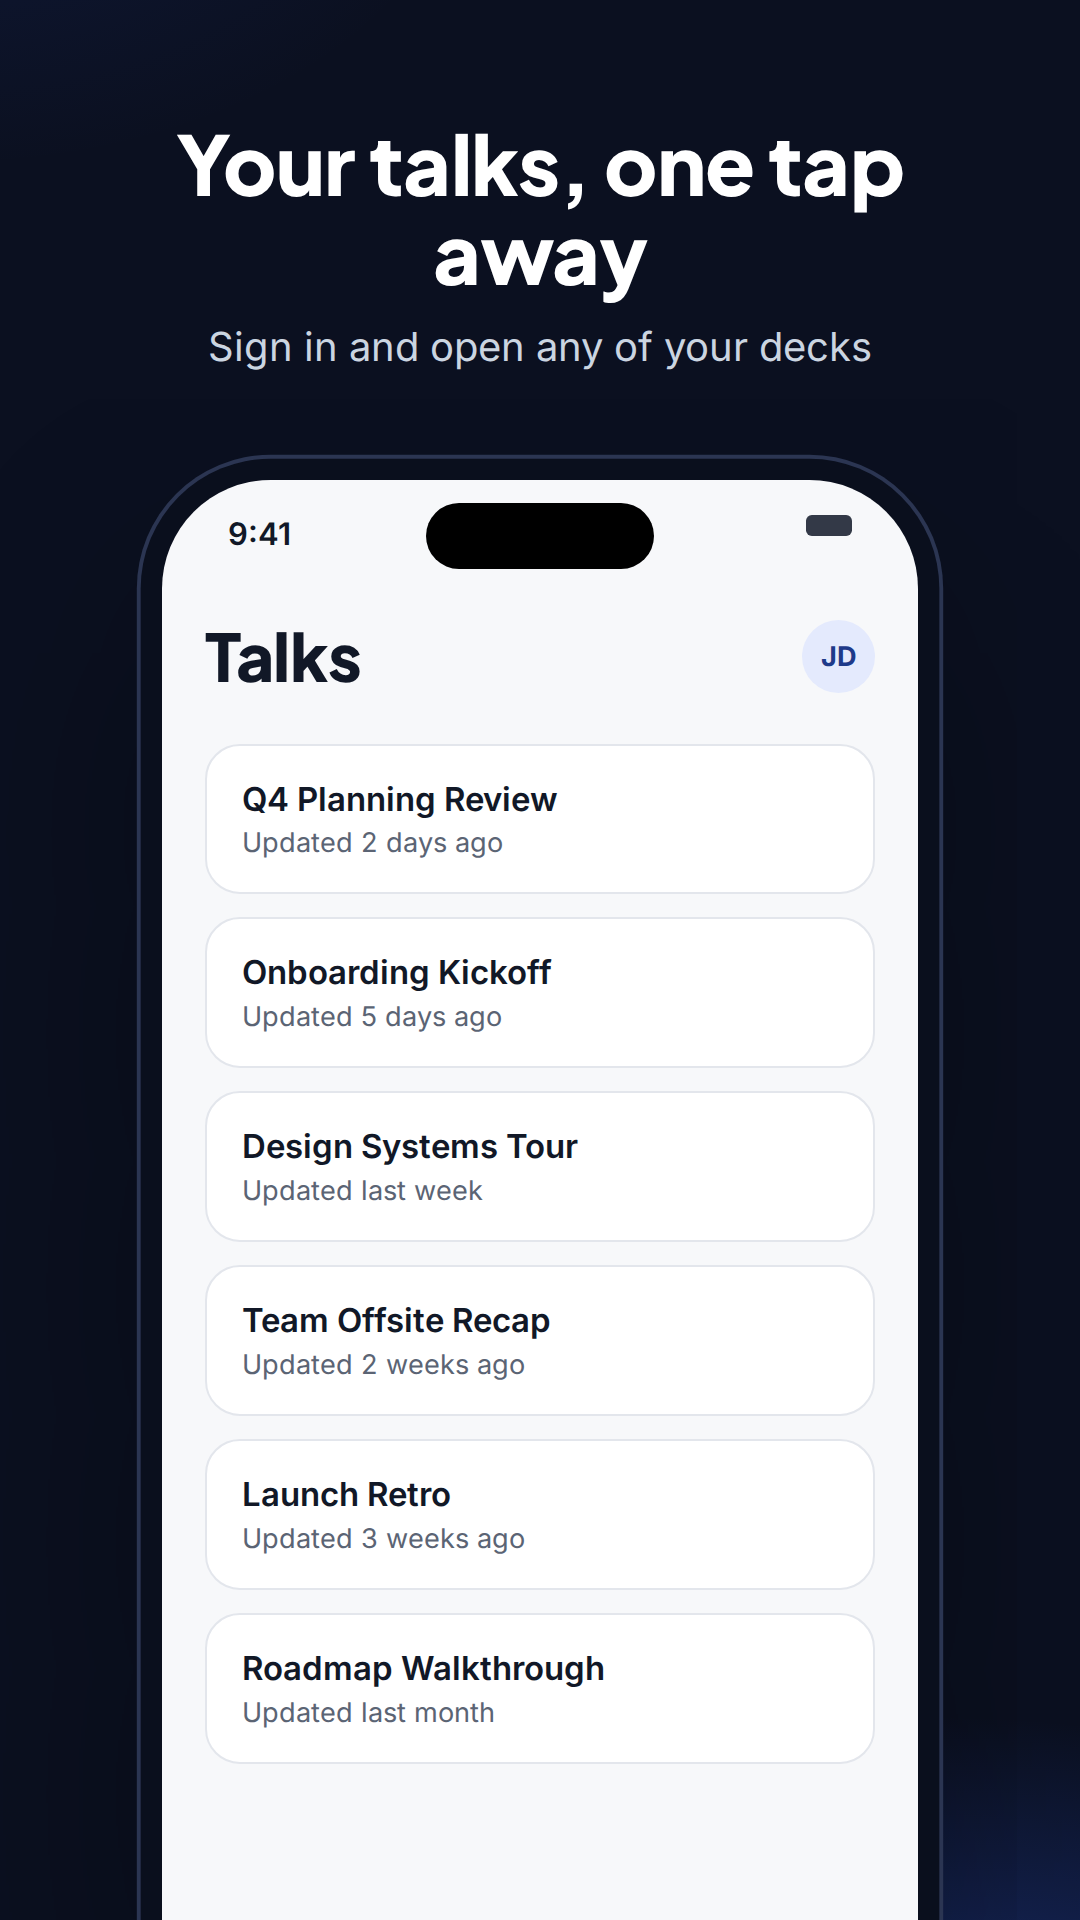 Your talks, one tap
away
Sign in and open any of your decks
9:41
Talks
JD
Q4 Planning Review
Updated 2 days ago
Onboarding Kickoff
Updated 5 days ago
Design Systems Tour
Updated last week
Team Offsite Recap
Updated 2 weeks ago
Launch Retro
Updated 3 weeks ago
Roadmap Walkthrough
Updated last month